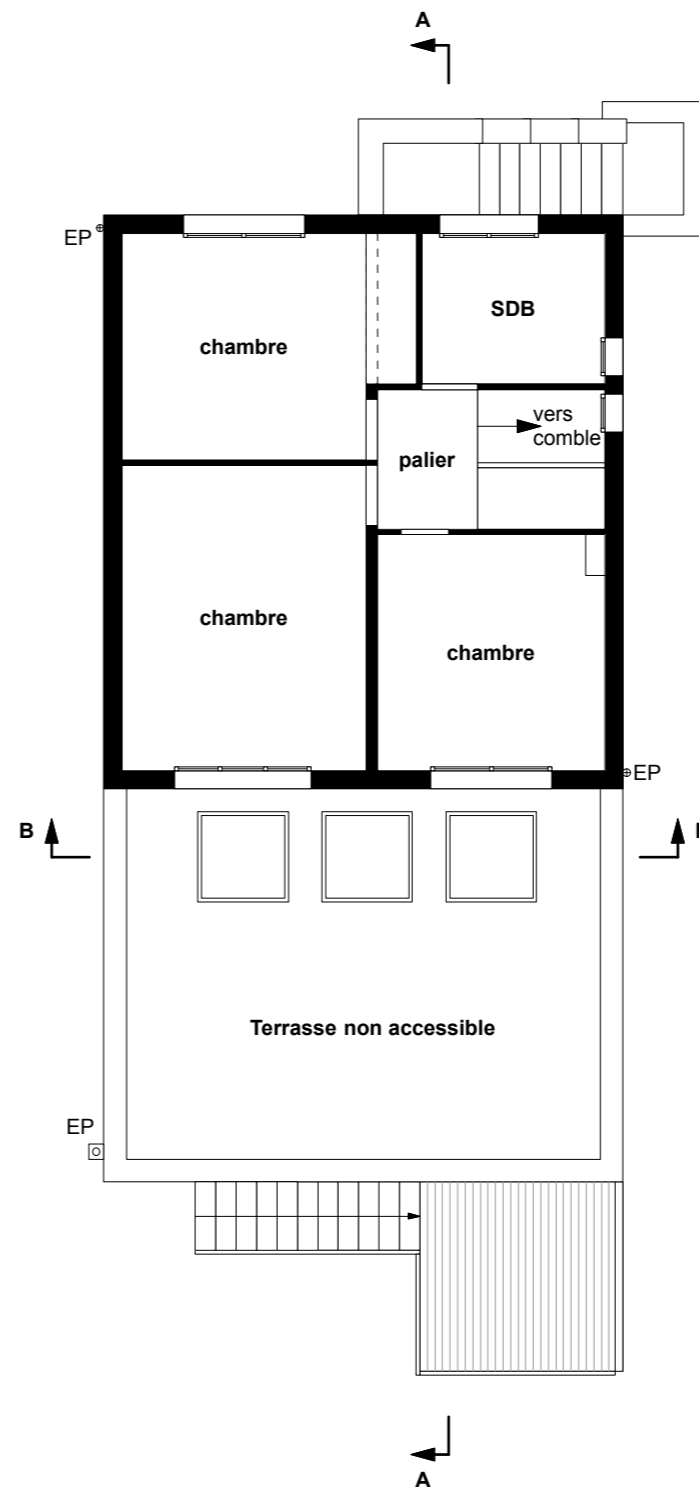 A
EP
SDB
chambre
vers
comble
palier
chambre
chambre
EP
B
Terrasse non accessible
EP
A